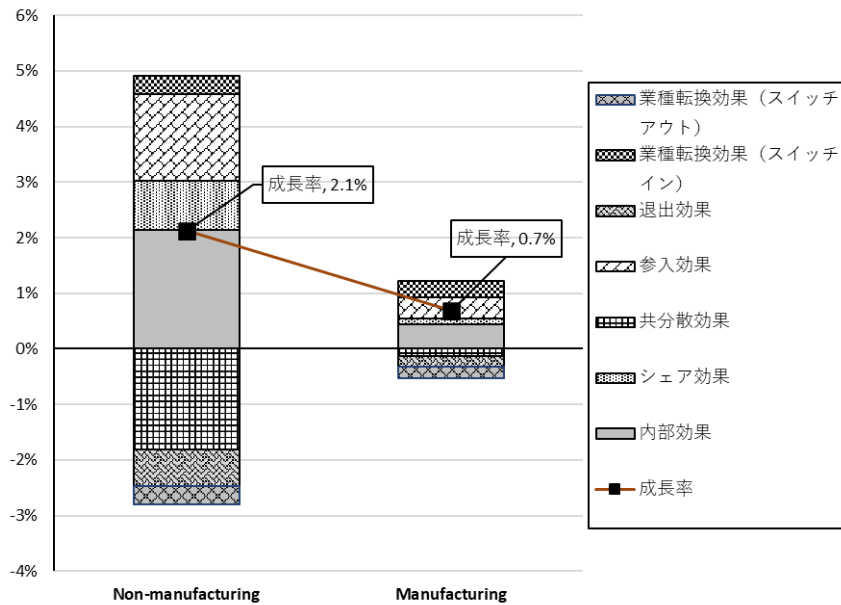 6%
5%
4%
3%
2%
1%
0%
-1%
-2%
-3%
-4%
成長率, 2.1%
成長率, 0.7%
Non-manufacturing
Manufacturing
業種転換効果（スイッチ
アウト）
業種転換効果（スイッチ
イン）
退出効果
参入効果
共分散効果
シェア効果
内部効果
成長率